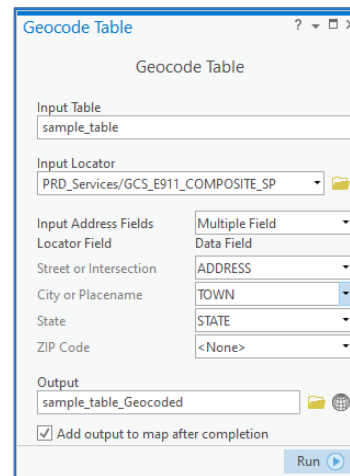 Geocode Table ?
Geocode Table
Input Table
sample_table
Input Locator
PRD_Services/GCS_E911_COMPOSITE_SP
Input Address Fields Multiple Field
Locator Field Data Field
Street or Intersection ADDRESS
City or Placename TOWN
State STATE
ZIP Code <None>
Output
sample_table_Geocoded
Add output to map after completion
Run